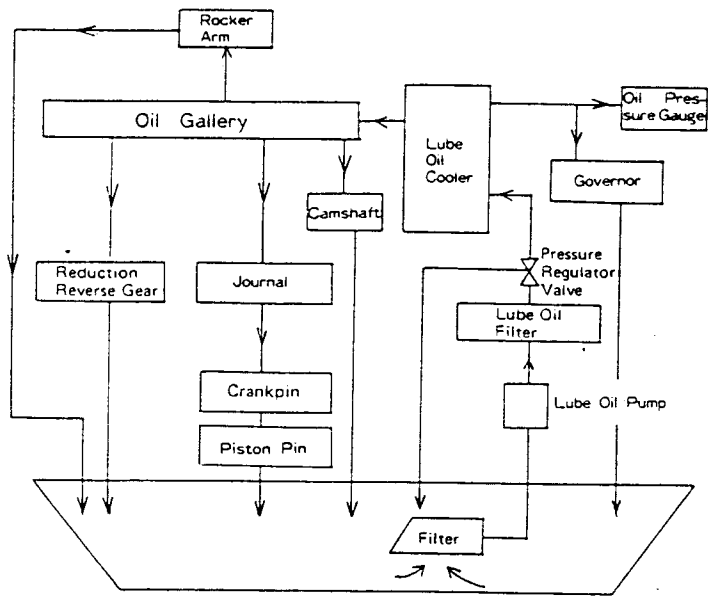 Rocker
Arm
Oil Gallery
Lube
Oil
Cooler
Oil Pres-
sure Gauger
Camshaft
Governor
Reduction
Reverse Gear
Journal
Pressure
Regulator
Valve
Lube Oil
Filter
Crankpin
Lube Oil Pump
Piston Pin
Filter